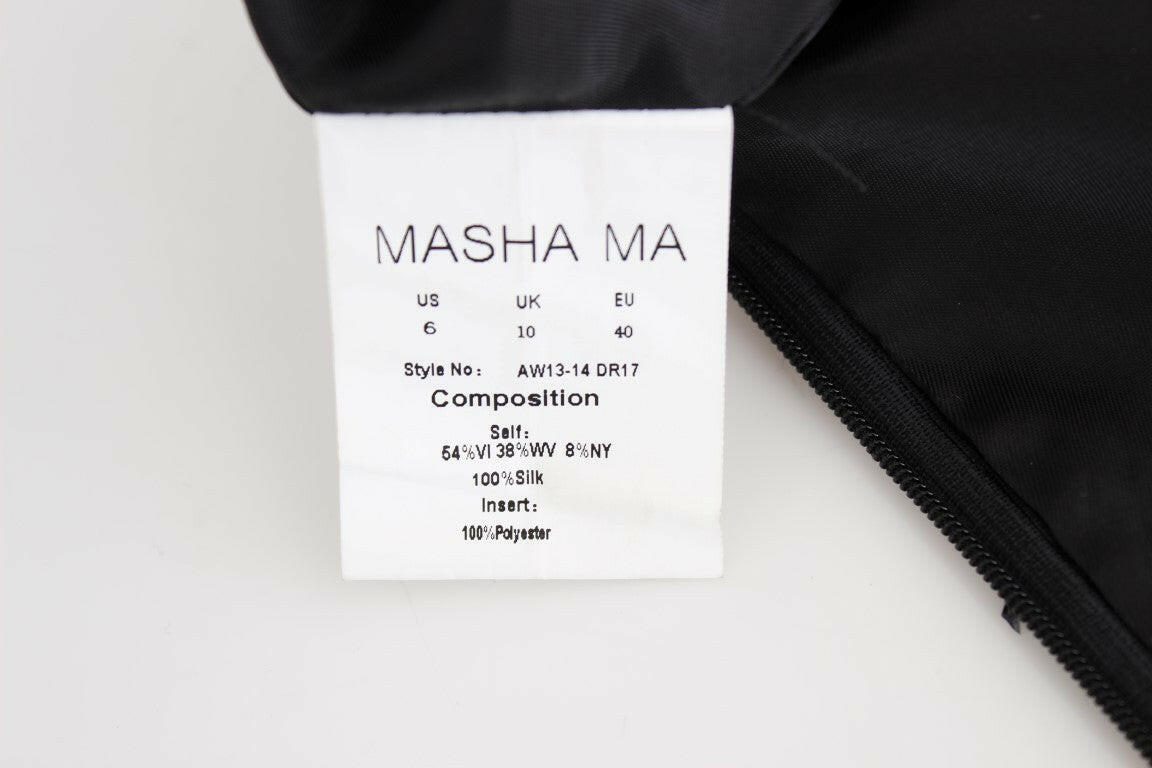 MASHA MA
US UK EU
6 10 40
Style No: AW13-14 DR17
Composition
Self:
54%VI 38%WV 8%NY
100%Silk
Insert:
100%Polyester